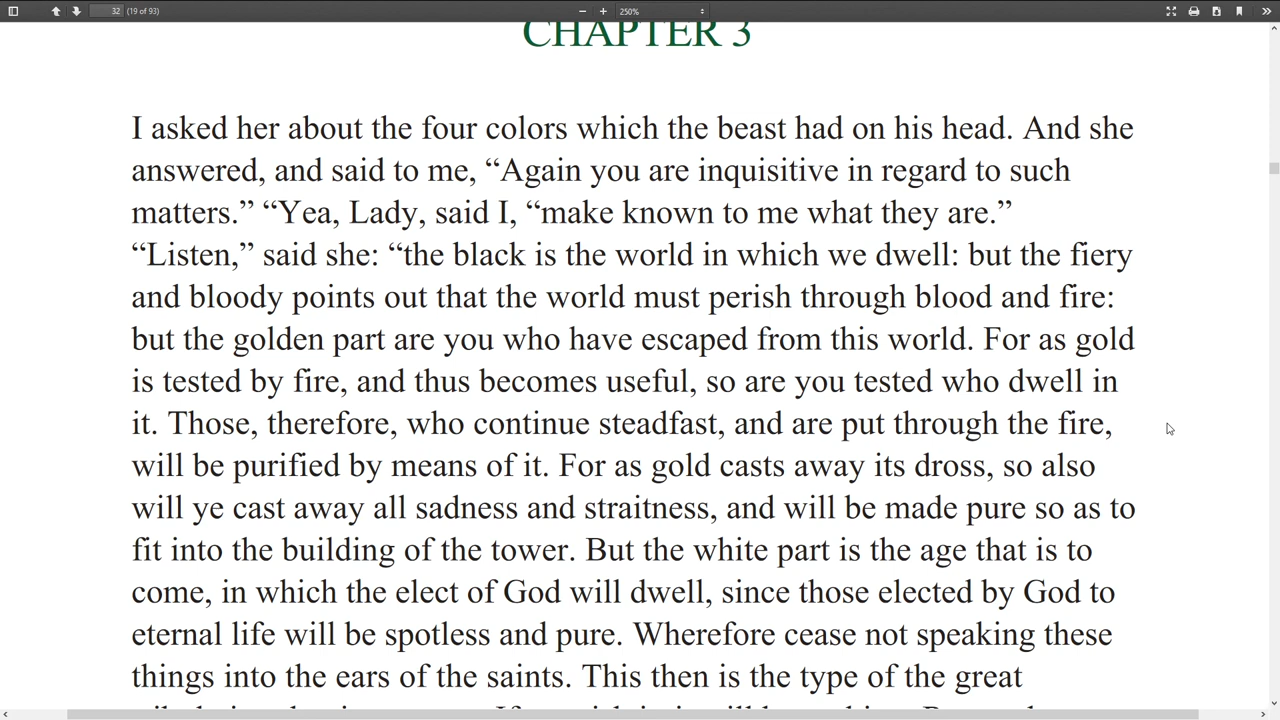 32 (19 of 93) 250%
CHAPTER 3
I asked her about the four colors which the beast had on his head. And she
answered, and said to me, “Again you are inquisitive in regard to such
matters.” “Yea, Lady, said I, “make known to me what they are.”
“Listen,” said she: “the black is the world in which we dwell: but the fiery
and bloody points out that the world must perish through blood and fire:
but the golden part are you who have escaped from this world. For as gold
is tested by fire, and thus becomes useful, so are you tested who dwell in
it. Those, therefore, who continue steadfast, and are put through the fire,
will be purified by means of it. For as gold casts away its dross, so also
will ye cast away all sadness and straitness, and will be made pure so as to
fit into the building of the tower. But the white part is the age that is to
come, in which the elect of God will dwell, since those elected by God to
eternal life will be spotless and pure. Wherefore cease not speaking these
things into the ears of the saints. This then is the type of the great